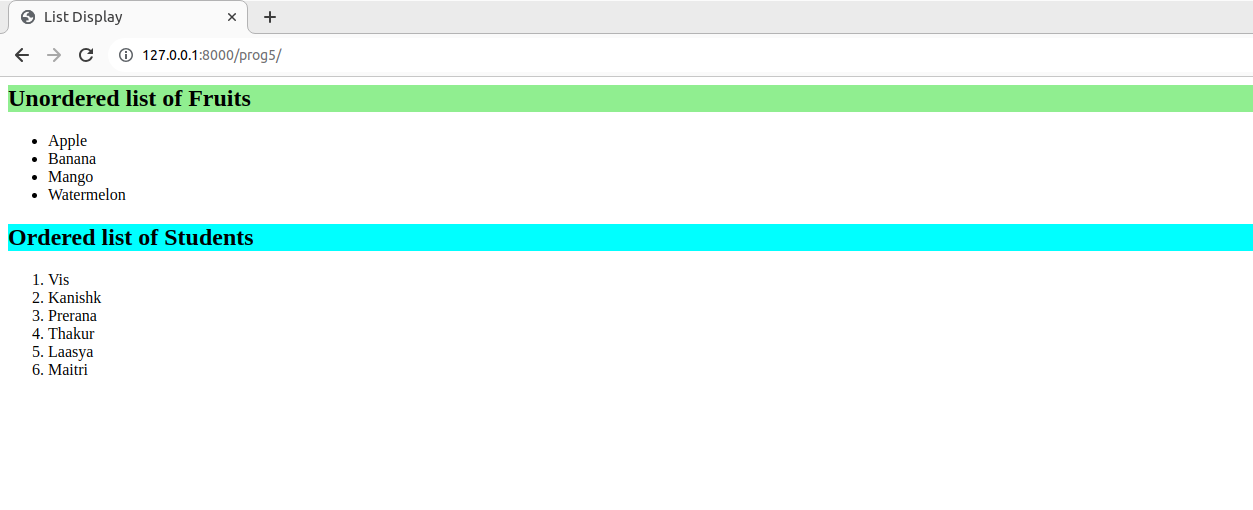 List Display
127.0.0.1:8000/prog5/
Unordered list of Fruits
• Apple
• Banana
• Mango
• Watermelon
Ordered list of Students
1. Vis
2. Kanishk
3. Prerana
4. Thakur
5. Laasya
6. Maitri